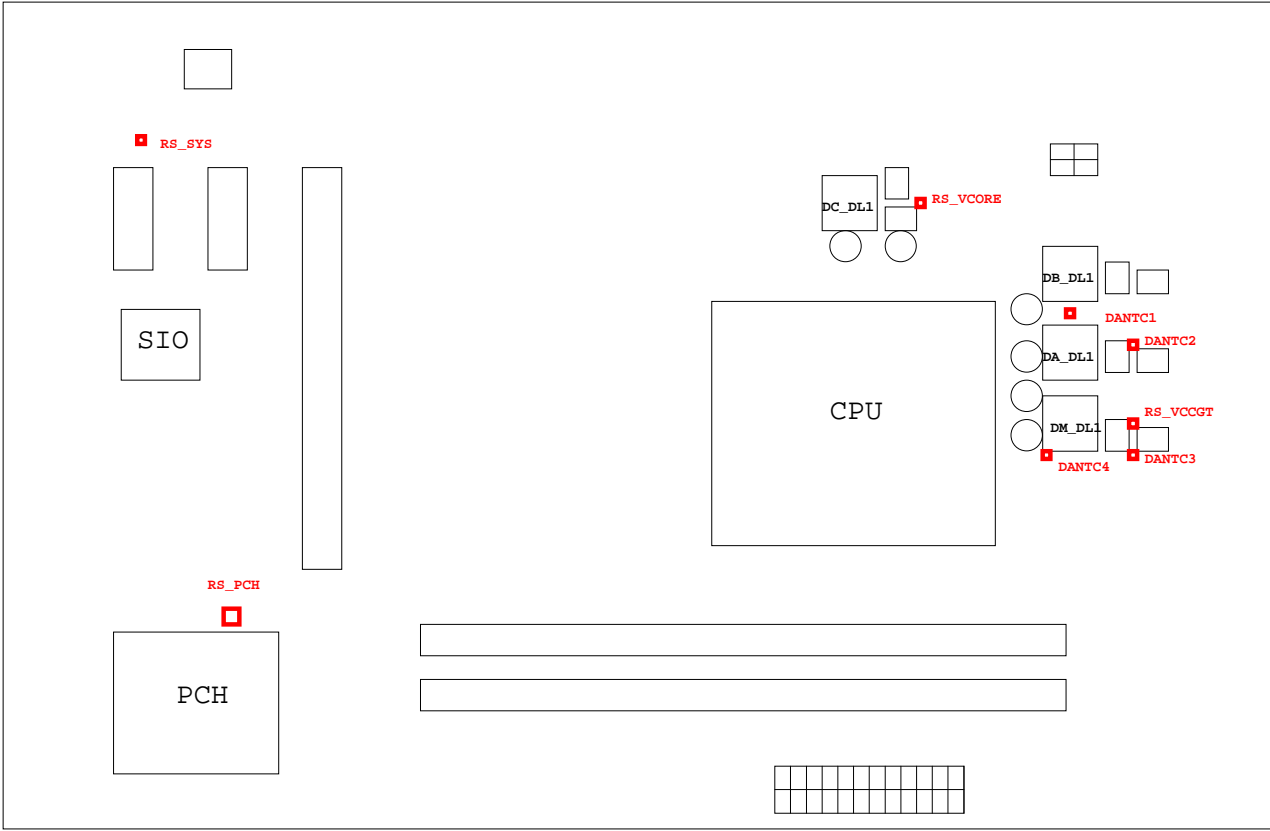 RS_SYS
RS_VCORE
DC_DL1
DB_DL1
DANTC1
SIO
DANTC2
DA_DL1
CPU
RS_VCCGT
DM_DL1
DANTC3
DANTC4
RS_PCH
PCH